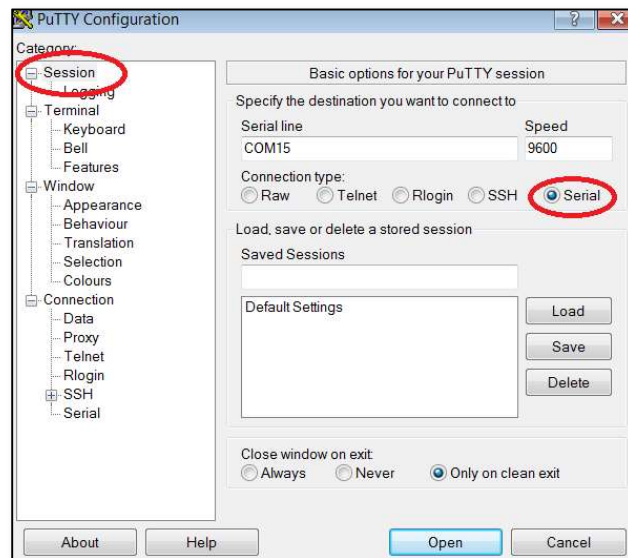 PuTTY Configuration
Category:
Session
Logging
Terminal
Keyboard
Bell
Features
Window
Appearance
Behaviour
Translation
Selection
Colours
Connection
Data
Proxy
Telnet
Rlogin
SSH
Serial
Basic options for your PuTTY session
Specify the destination you want to connect to
Serial line Speed
COM15 9600
Connection type:
Raw Telnet Rlogin SSH Serial
Load, save or delete a stored session
Saved Sessions
Default Settings
Load
Save
Delete
Close window on exit:
Always Never Only on clean exit
About Help Open Cancel